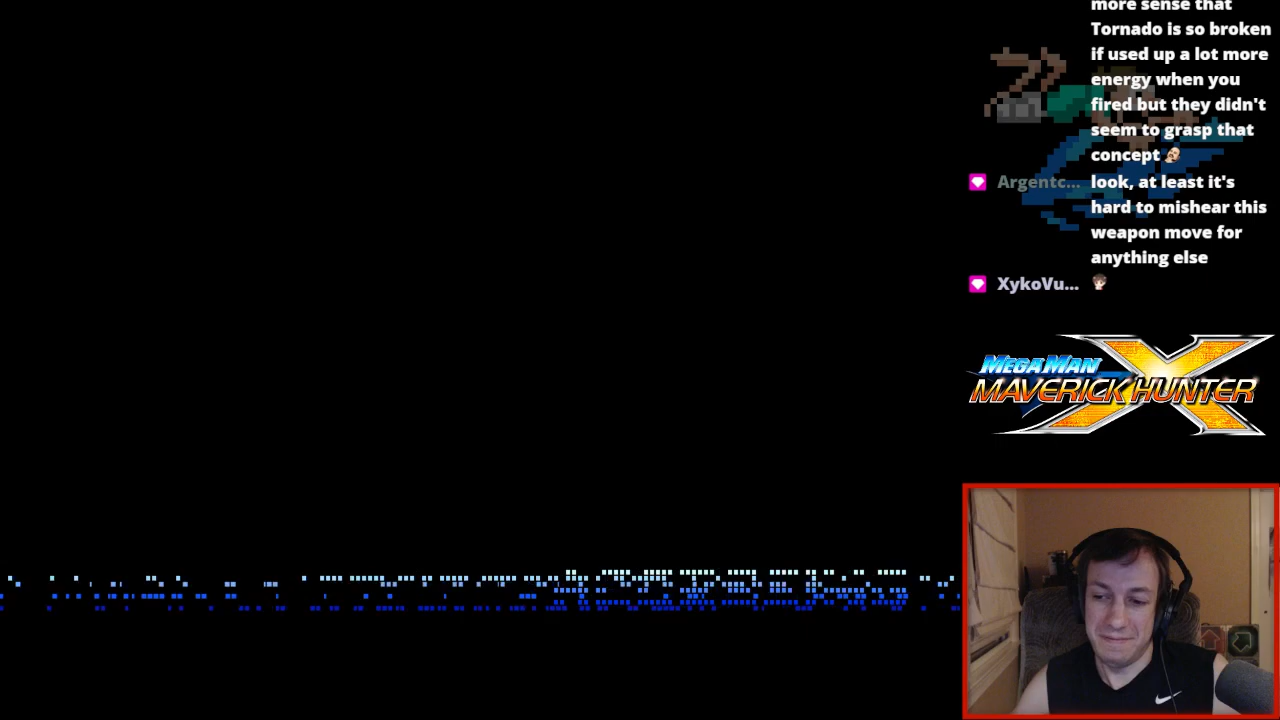 more sense that
Tornado is so broken
if used up a lot more
energy when you
fired but they didn't
seem to grasp that
concept
Argentc... look, at least it's
hard to mishear this
weapon move for
anything else
XykoVu...
MEGA MAN
MAVERICK HUNTER X